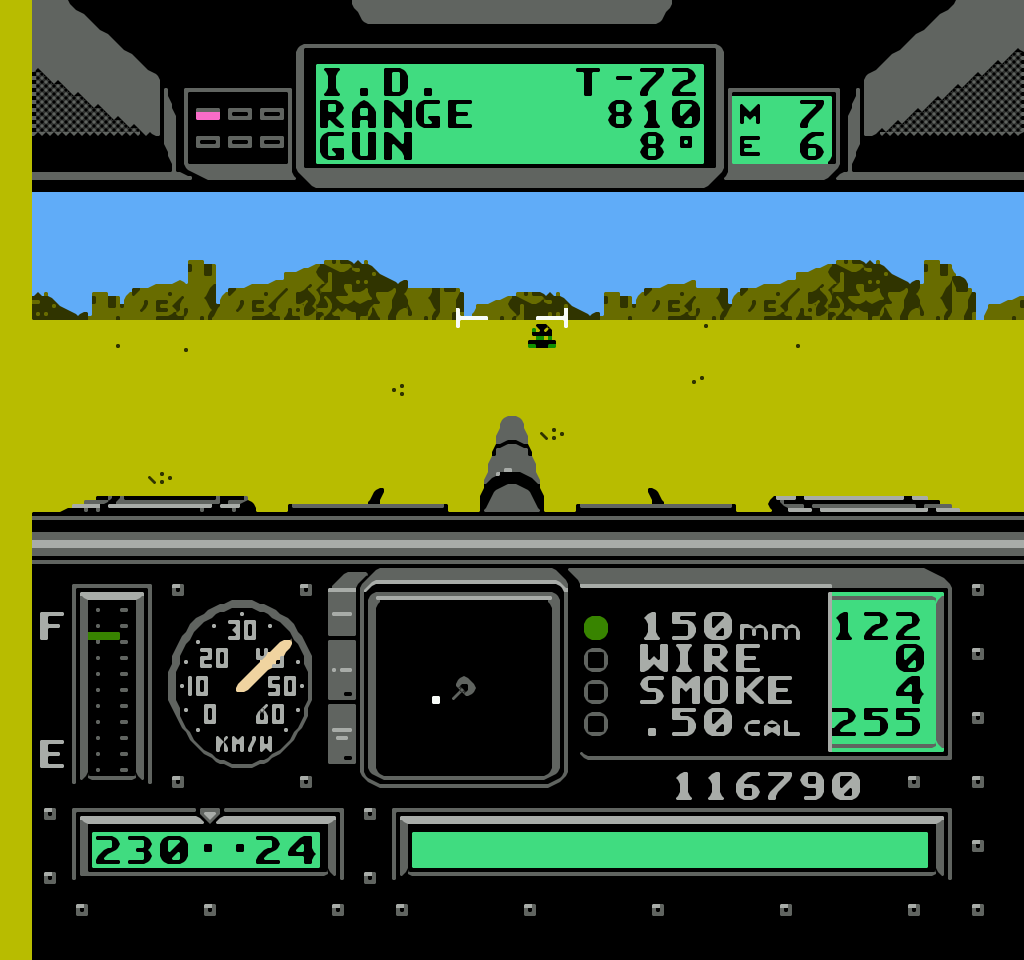 I.D. T-72
RANGE 810
GUN 8°
M 7
E 6
F
E
30
20 40
10 50
0 60
KM/W
150mm 122
WIRE 0
SMOKE 4
.50 CAL 255
116790
230··24